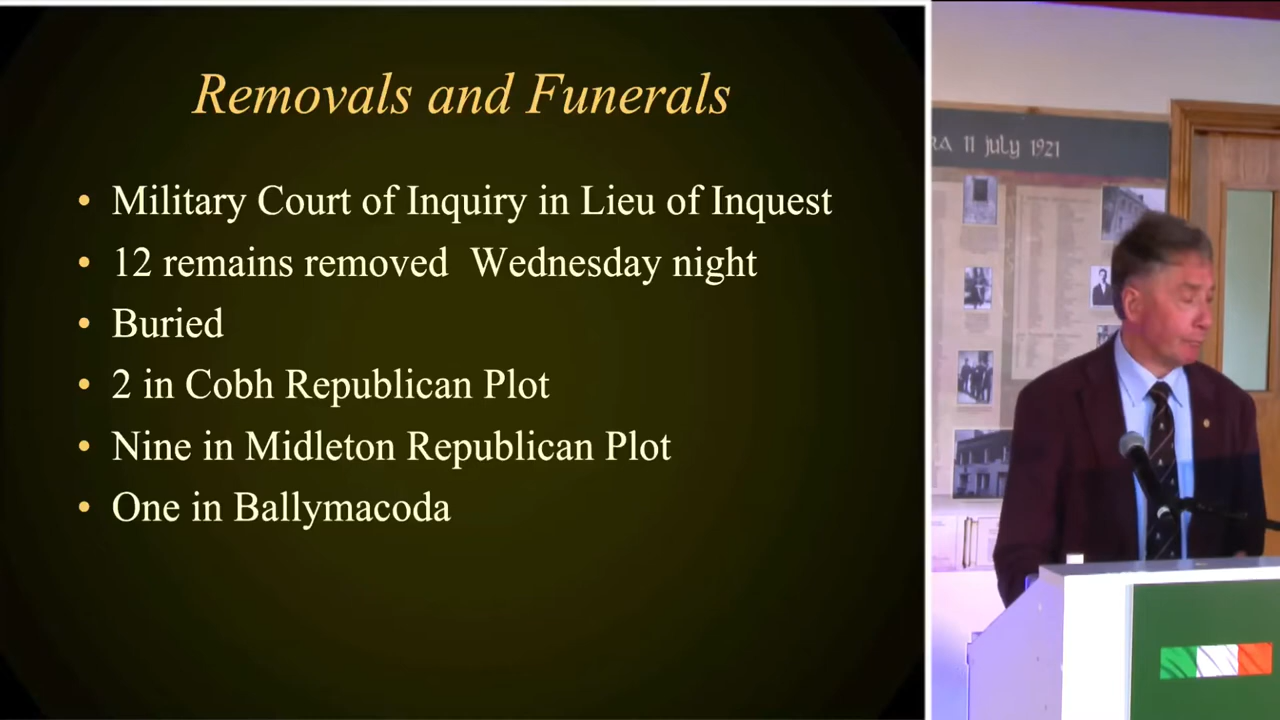 Removals and Funerals
• Military Court of Inquiry in Lieu of Inquest
• 12 remains removed  Wednesday night
• Buried
• 2 in Cobh Republican Plot
• Nine in Midleton Republican Plot
• One in Ballymacoda
11 july 1921